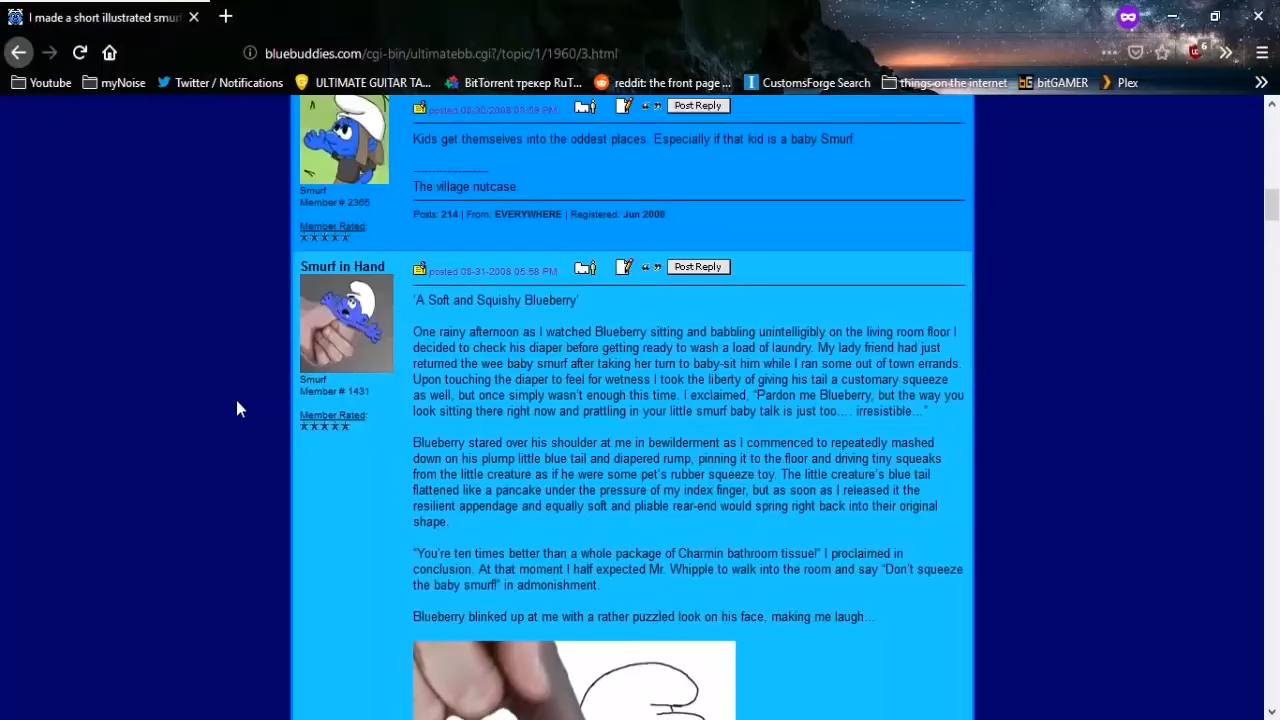 I made a short illustrated smurf
bluebuddies.com/cgi-bin/ultimatebb.cgi?/topic/1/1960/3.html
Youtube myNoise Twitter / Notifications ULTIMATE GUITAR TA... BitTorrent трекер RuT... reddit: the front page ... CustomsForge Search things on the internet bitGAMER Plex
posted 08-30-2008 08:59 PM Post Reply
Kids get themselves into the oddest places. Especially if that kid is a baby Smurf.
--------------------
The village nutcase.
Smurf
Member # 2365
Posts: 214 | From: EVERYWHERE | Registered: Jun 2008
Member Rated:
Smurf in Hand
posted 08-31-2008 05:58 PM Post Reply
'A Soft and Squishy Blueberry'
One rainy afternoon as I watched Blueberry sitting and babbling unintelligibly on the living room floor I
decided to check his diaper before getting ready to wash a load of laundry. My lady friend had just
returned the wee baby smurf after taking her turn to baby-sit him while I ran some out of town errands.
Upon touching the diaper to feel for wetness I took the liberty of giving his tail a customary squeeze
as well, but once simply wasn't enough this time. I exclaimed, "Pardon me Blueberry, but the way you
look sitting there right now and prattling in your little smurf baby talk is just too…. irresistible…"
Smurf
Member # 1431
Member Rated:
Blueberry stared over his shoulder at me in bewilderment as I commenced to repeatedly mashed
down on his plump little blue tail and diapered rump, pinning it to the floor and driving tiny squeaks
from the little creature as if he were some pet's rubber squeeze toy. The little creature's blue tail
flattened like a pancake under the pressure of my index finger, but as soon as I released it the
resilient appendage and equally soft and pliable rear-end would spring right back into their original
shape.
"You're ten times better than a whole package of Charmin bathroom tissue!" I proclaimed in
conclusion. At that moment I half expected Mr. Whipple to walk into the room and say "Don't squeeze
the baby smurf!" in admonishment.
Blueberry blinked up at me with a rather puzzled look on his face, making me laugh…